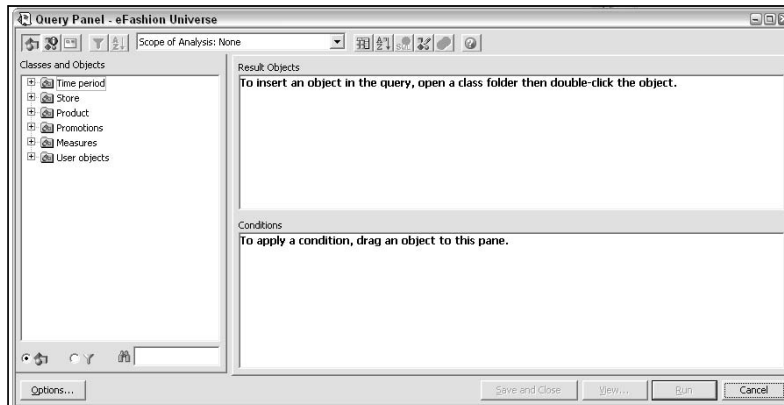 Query Panel - eFashion Universe
Scope of Analysis: None
Classes and Objects
Time period
Store
Product
Promotions
Measures
User objects
Result Objects
To insert an object in the query, open a class folder then double-click the object.
Conditions
To apply a condition, drag an object to this pane.
Options...
Save and Close
View...
Run
Cancel